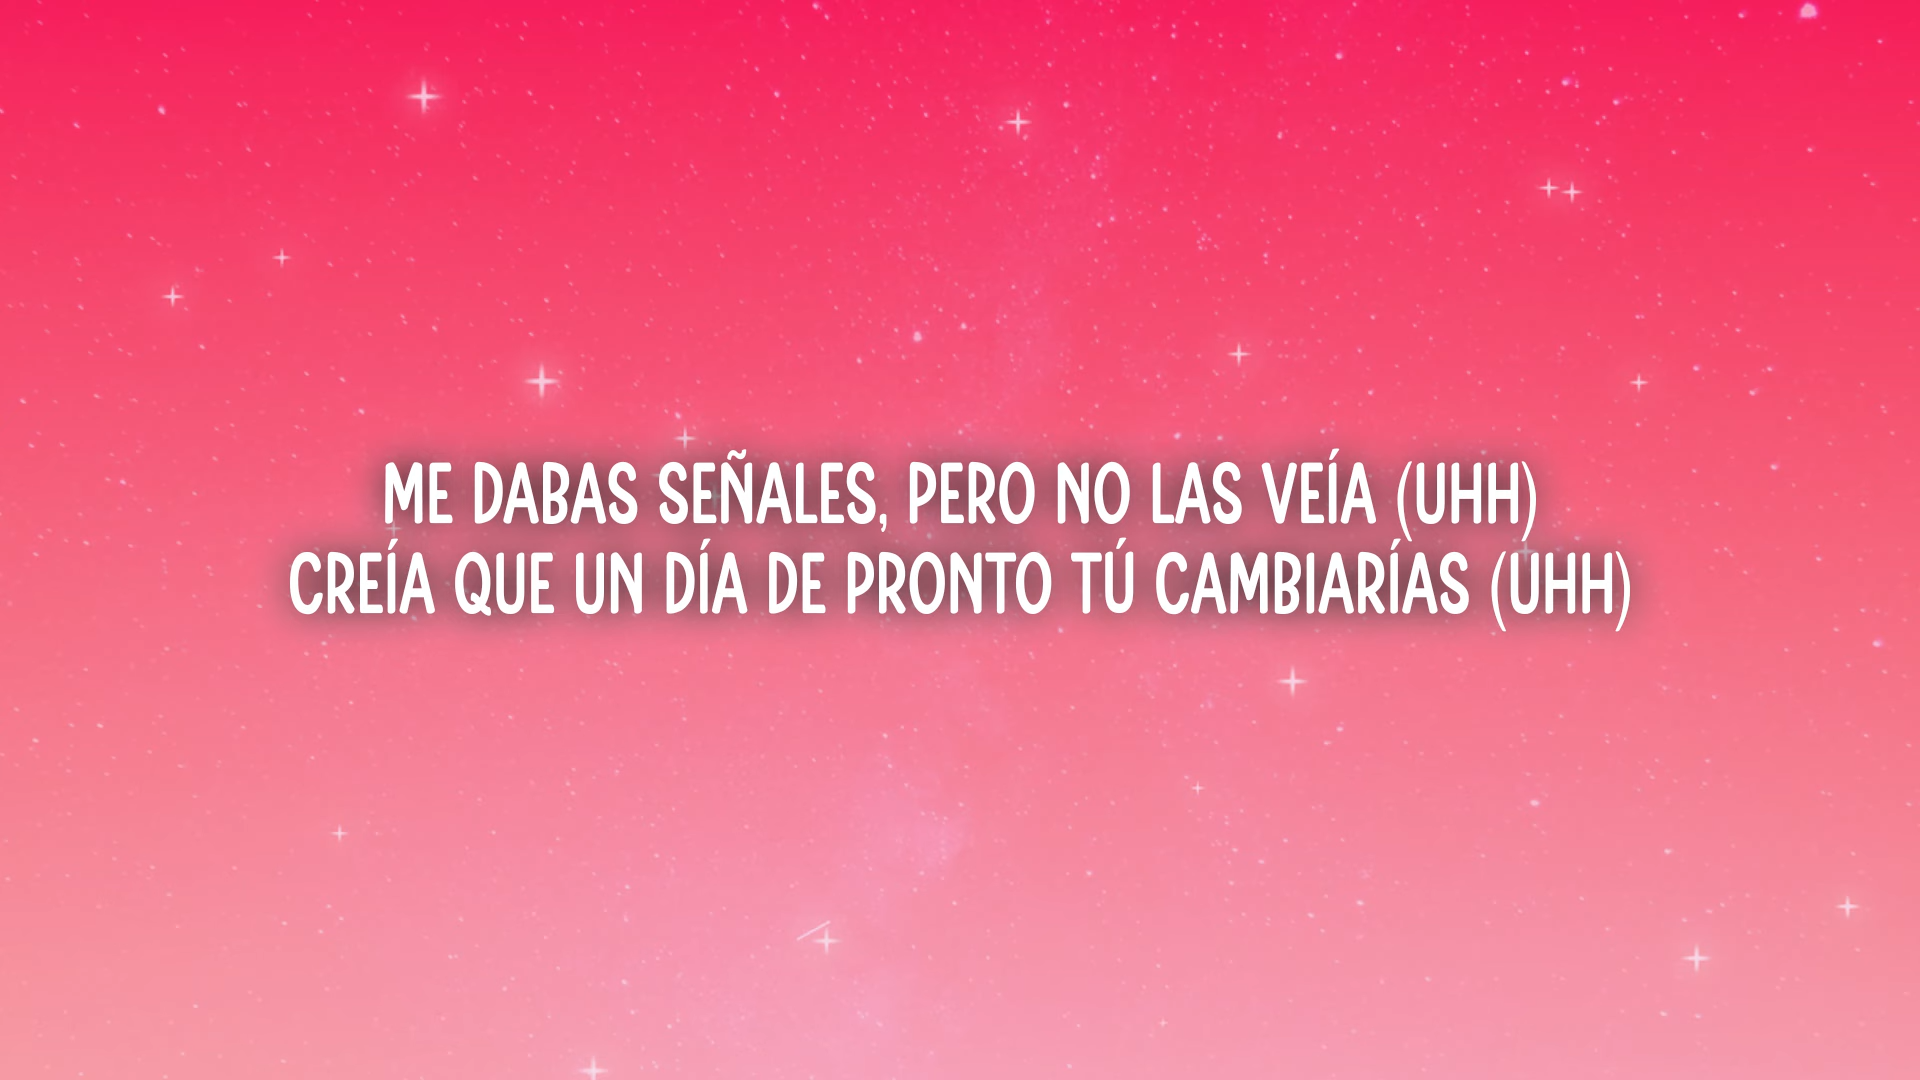 ME DABAS SEÑALES, PERO NO LAS VEÍA (UHH)
CREÍA QUE UN DÍA DE PRONTO TÚ CAMBIARÍAS (UHH)